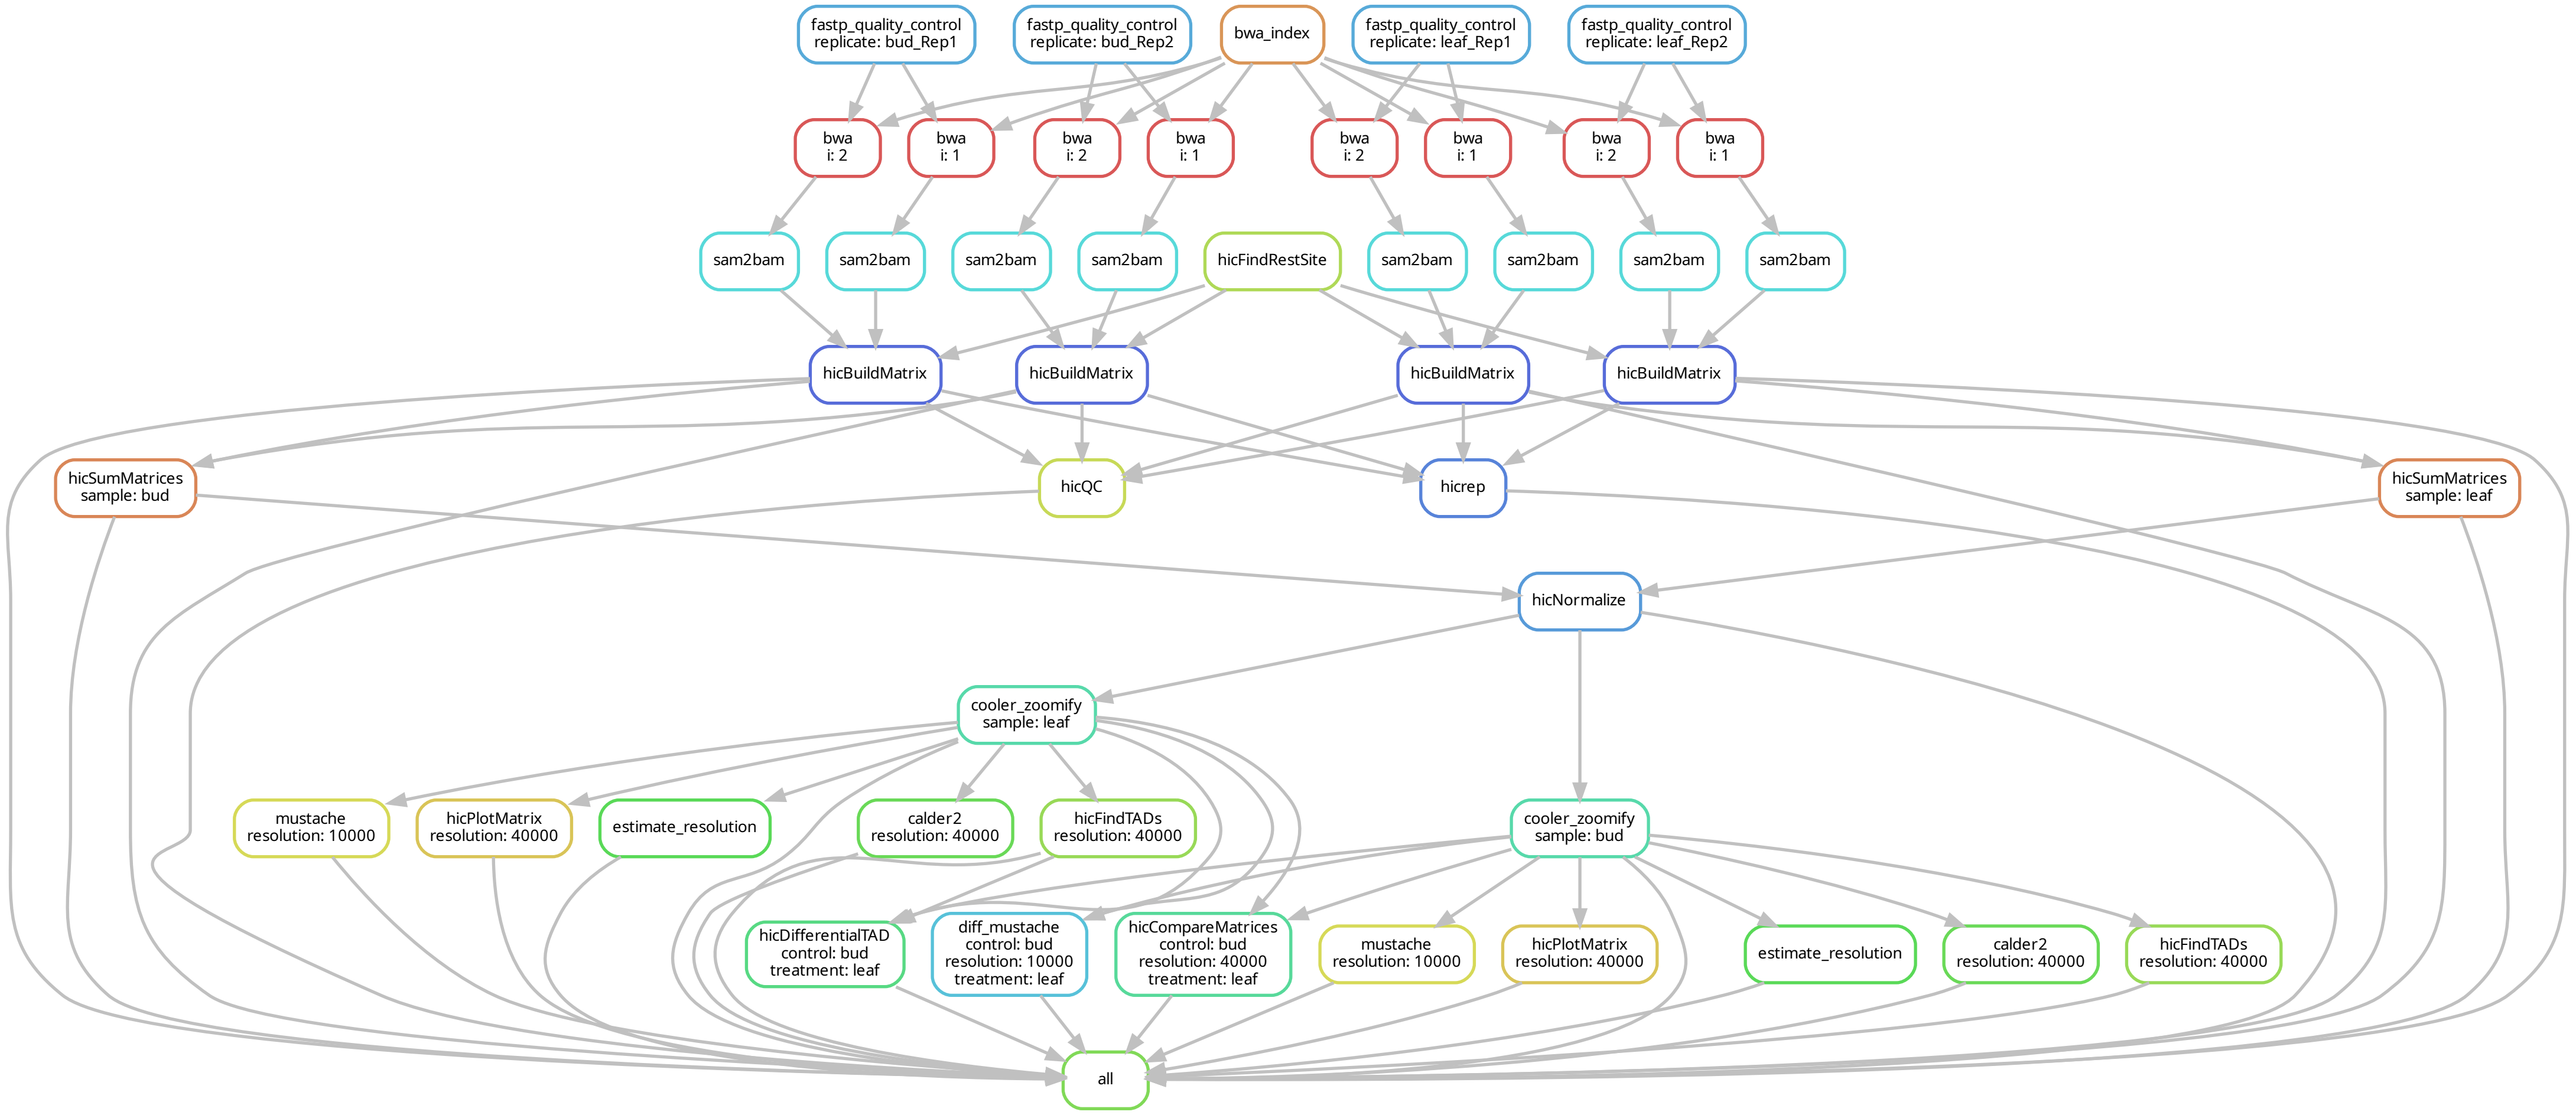 fastp_quality_control
replicate: bud_Rep1
fastp_quality_control
replicate: bud_Rep2
bwa_index
fastp_quality_control
replicate: leaf_Rep1
fastp_quality_control
replicate: leaf_Rep2
bwa
i: 2
bwa
i: 1
bwa
i: 2
bwa
i: 1
bwa
i: 2
bwa
i: 1
bwa
i: 2
bwa
i: 1
sam2bam
sam2bam
sam2bam
sam2bam
hicFindRestSite
sam2bam
sam2bam
sam2bam
sam2bam
hicBuildMatrix
hicBuildMatrix
hicBuildMatrix
hicBuildMatrix
hicSumMatrices
sample: bud
hicQC
hicrep
hicSumMatrices
sample: leaf
hicNormalize
cooler_zoomify
sample: leaf
mustache
resolution: 10000
hicPlotMatrix
resolution: 40000
estimate_resolution
calder2
resolution: 40000
hicFindTADs
resolution: 40000
cooler_zoomify
sample: bud
hicDifferentialTAD
control: bud
treatment: leaf
diff_mustache
control: bud
resolution: 10000
treatment: leaf
hicCompareMatrices
control: bud
resolution: 40000
treatment: leaf
mustache
resolution: 10000
hicPlotMatrix
resolution: 40000
estimate_resolution
calder2
resolution: 40000
hicFindTADs
resolution: 40000
all